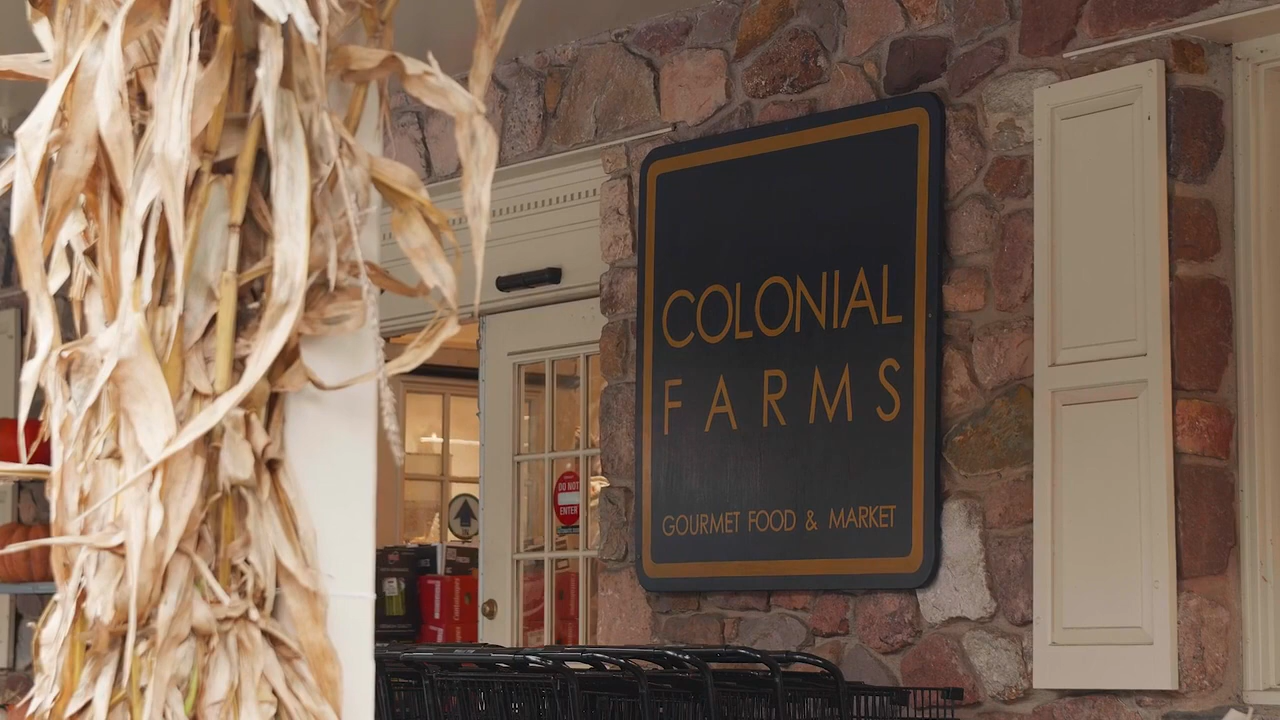 COLONIAL
FARMS
GOURMET FOOD & MARKET
DO NOT
ENTER